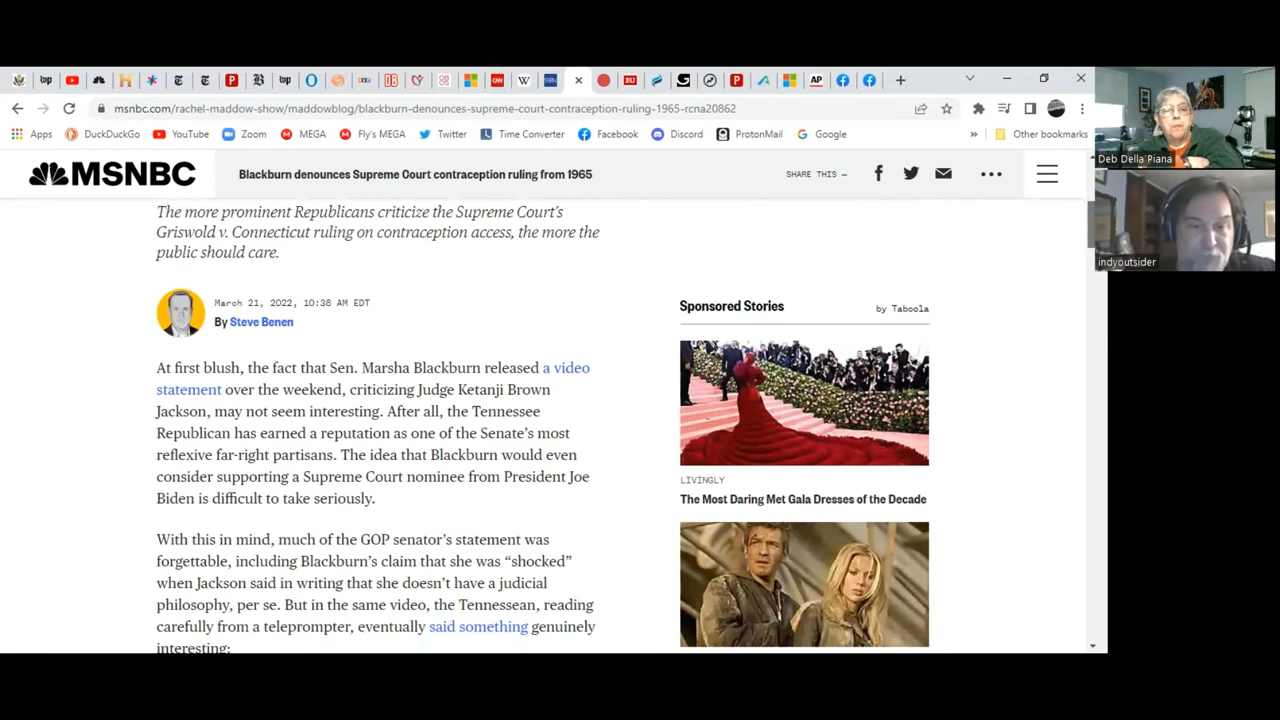 msnbc.com/rachel-maddow-show/maddowblog/blackburn-denounces-supreme-court-contraception-ruling-1965-rcna20862
Apps DuckDuckGo YouTube Zoom MEGA Fly's MEGA Twitter Time Converter Facebook Discord ProtonMail Google » Other bookmarks
MSNBC
Blackburn denounces Supreme Court contraception ruling from 1965
SHARE THIS —
The more prominent Republicans criticize the Supreme Court's
Griswold v. Connecticut ruling on contraception access, the more the
public should care.
March 21, 2022, 10:38 AM EDT
By Steve Benen
At first blush, the fact that Sen. Marsha Blackburn released a video
statement over the weekend, criticizing Judge Ketanji Brown
Jackson, may not seem interesting. After all, the Tennessee
Republican has earned a reputation as one of the Senate's most
reflexive far-right partisans. The idea that Blackburn would even
consider supporting a Supreme Court nominee from President Joe
Biden is difficult to take seriously.
With this in mind, much of the GOP senator's statement was
forgettable, including Blackburn's claim that she was “shocked”
when Jackson said in writing that she doesn't have a judicial
philosophy, per se. But in the same video, the Tennessean, reading
carefully from a teleprompter, eventually said something genuinely
interesting:
Sponsored Stories
by Taboola
LIVINGLY
The Most Daring Met Gala Dresses of the Decade
Deb Della Piana
indyoutsider